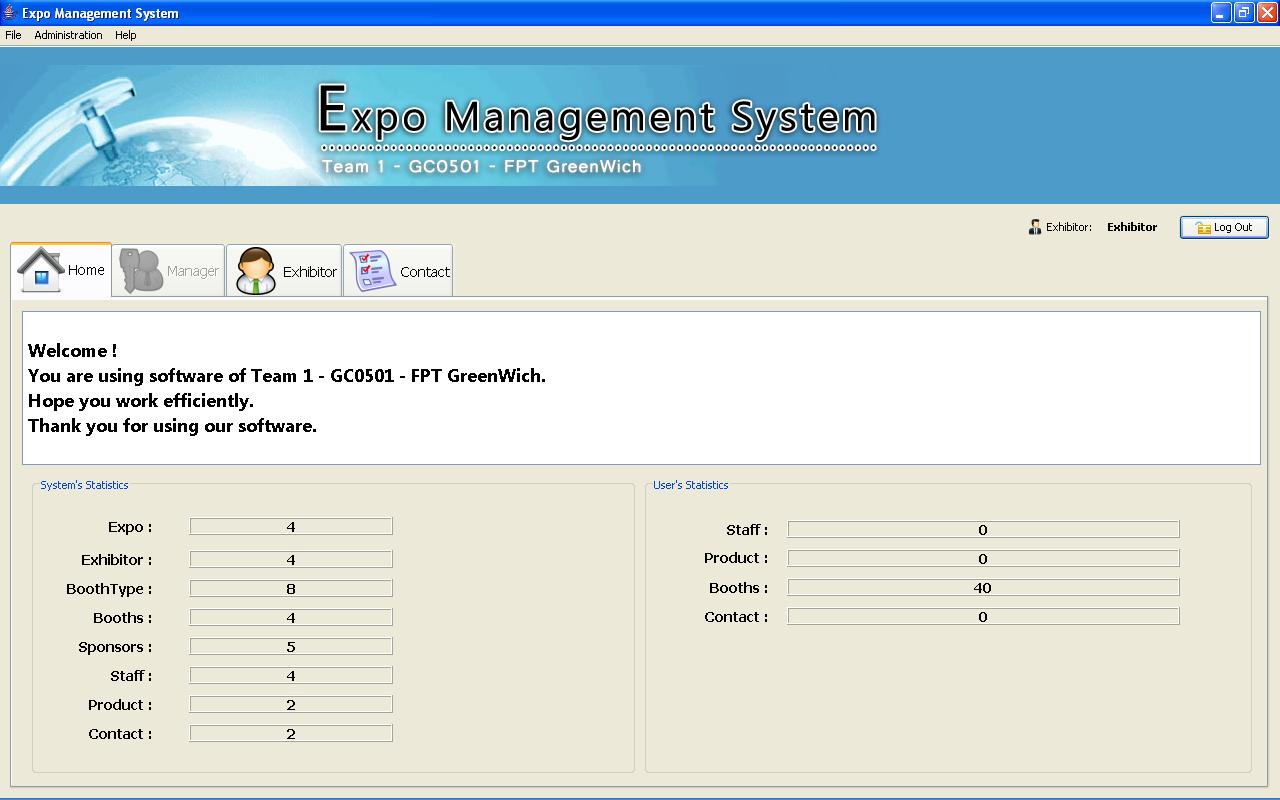 Expo Management System
File Administration Help
Expo Management System
Team 1 - GC0501 - FPT GreenWich
Exhibitor: Exhibitor Log Out
Home Manager Exhibitor Contact
Welcome !
You are using software of Team 1 - GC0501 - FPT GreenWich.
Hope you work efficiently.
Thank you for using our software.
System's Statistics
Expo : 4
Exhibitor : 4
BoothType : 8
Booths : 4
Sponsors : 5
Staff : 4
Product : 2
Contact : 2
User's Statistics
Staff : 0
Product : 0
Booths : 40
Contact : 0